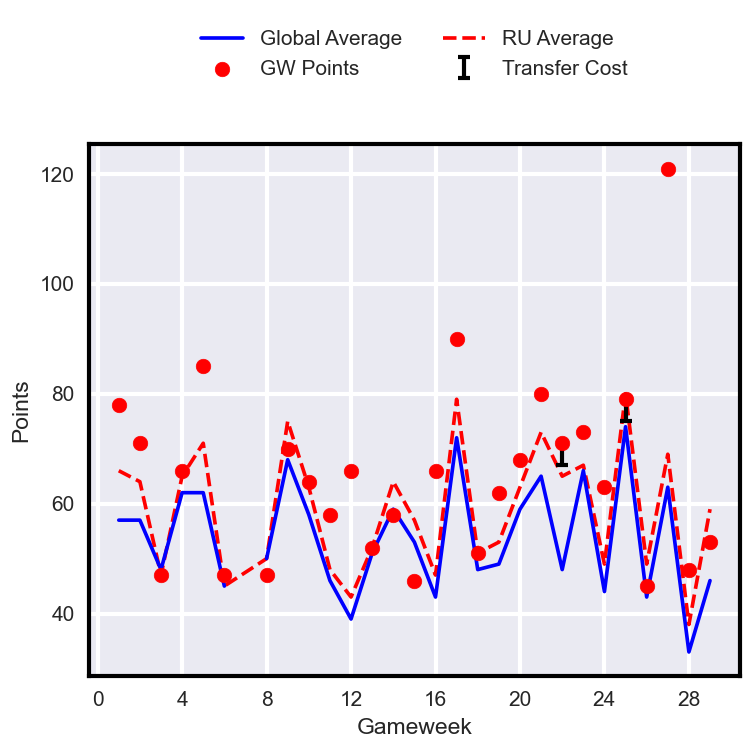 Global Average
RU Average
GW Points
Transfer Cost
120
100
80
60
40
Points
0 4 8 12 16 20 24 28
Gameweek